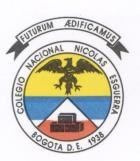 FUTURUM ÆDIFICAMUS
COLEGIO NACIONAL NICOLAS ESGUERRA
BOGOTA D.E. 1938